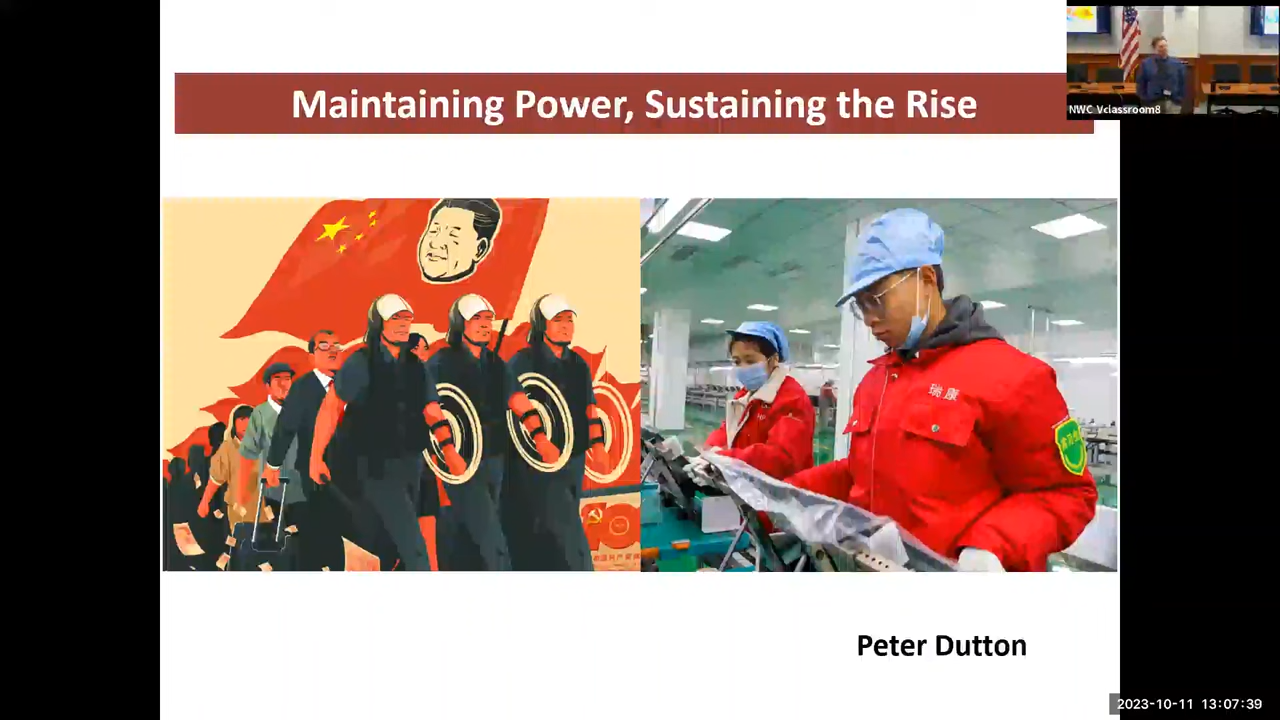 Maintaining Power, Sustaining the Rise
NWC Vclassroom8
瑞康
Peter Dutton
2023-10-11 13:07:39